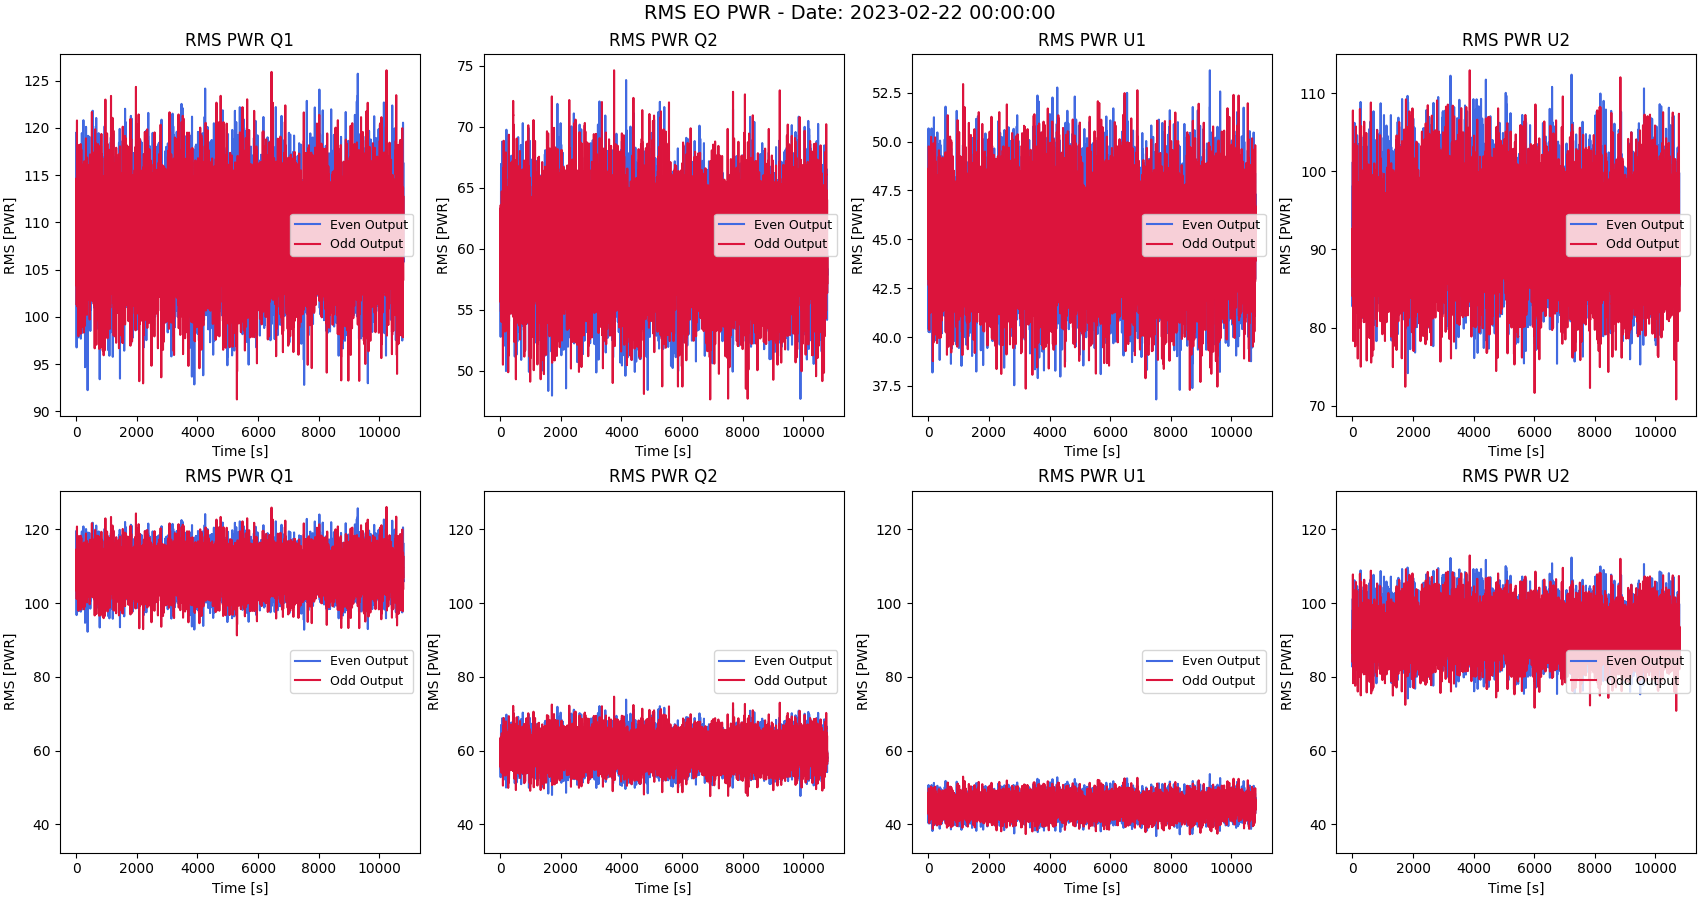 RMS EO PWR - Date: 2023-02-22 00:00:00
RMS PWR Q1
RMS PWR Q2
RMS PWR U1
RMS PWR U2
125
120
115
110
105
100
95
90
RMS [PWR]
Even Output
Odd Output
0 2000 4000 6000 8000 10000
Time [s]
75
70
65
60
55
50
RMS [PWR]
Even Output
Odd Output
0 2000 4000 6000 8000 10000
Time [s]
52.5
50.0
47.5
45.0
42.5
40.0
37.5
RMS [PWR]
Even Output
Odd Output
0 2000 4000 6000 8000 10000
Time [s]
110
100
90
80
70
RMS [PWR]
Even Output
Odd Output
0 2000 4000 6000 8000 10000
Time [s]
RMS PWR Q1
RMS PWR Q2
RMS PWR U1
RMS PWR U2
120
100
80
60
40
RMS [PWR]
Even Output
Odd Output
0 2000 4000 6000 8000 10000
Time [s]
120
100
80
60
40
RMS [PWR]
Even Output
Odd Output
0 2000 4000 6000 8000 10000
Time [s]
120
100
80
60
40
RMS [PWR]
Even Output
Odd Output
0 2000 4000 6000 8000 10000
Time [s]
120
100
80
60
40
RMS [PWR]
Even Output
Odd Output
0 2000 4000 6000 8000 10000
Time [s]